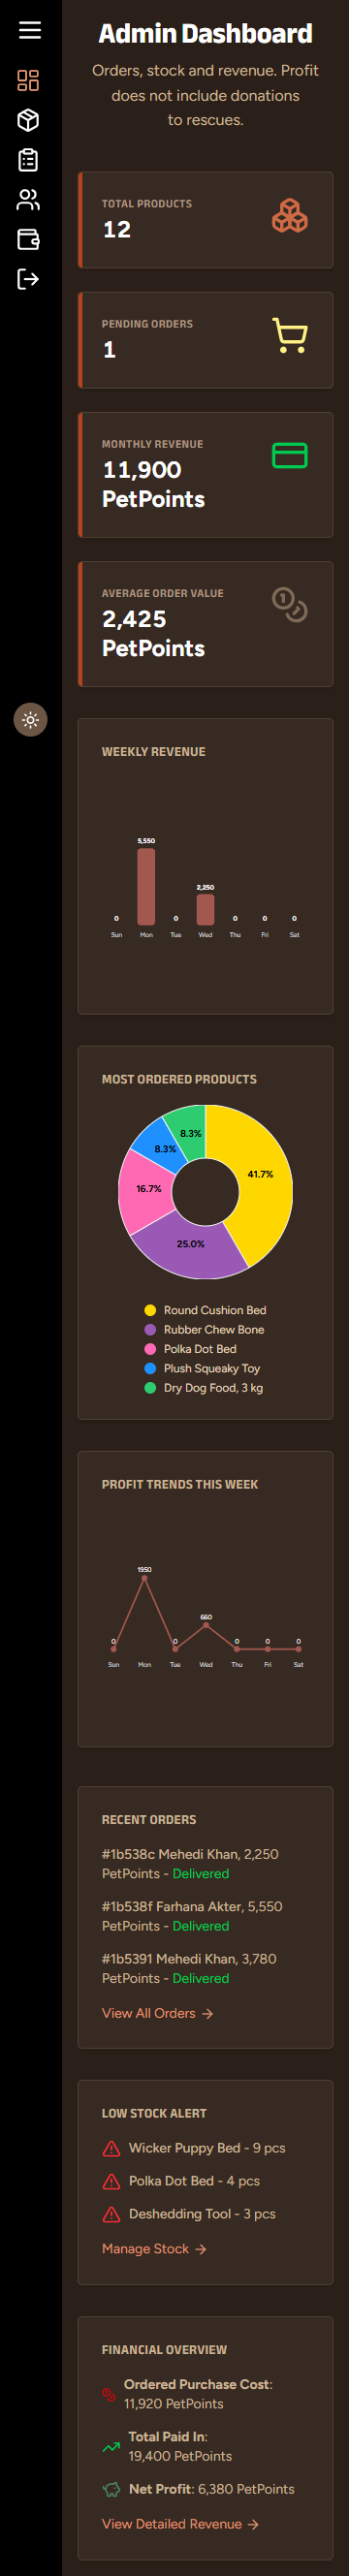 Admin Dashboard
Orders, stock and revenue. Profit
does not include donations
to rescues.
TOTAL PRODUCTS
12
PENDING ORDERS
1
MONTHLY REVENUE
11,900
PetPoints
AVERAGE ORDER VALUE
2,425
PetPoints
WEEKLY REVENUE
5,550
2,250
0 0 0 0 0
Sun Mon Tue Wed Thu Fri Sat
MOST ORDERED PRODUCTS
8.3%
8.3%
41.7%
16.7%
25.0%
Round Cushion Bed
Rubber Chew Bone
Polka Dot Bed
Plush Squeaky Toy
Dry Dog Food, 3 kg
PROFIT TRENDS THIS WEEK
1950
660
0 0 0 0 0
Sun Mon Tue Wed Thu Fri Sat
RECENT ORDERS
#1b538c Mehedi Khan, 2,250
PetPoints - Delivered
#1b538f Farhana Akter, 5,550
PetPoints - Delivered
#1b5391 Mehedi Khan, 3,780
PetPoints - Delivered
View All Orders →
LOW STOCK ALERT
Wicker Puppy Bed - 9 pcs
Polka Dot Bed - 4 pcs
Deshedding Tool - 3 pcs
Manage Stock →
FINANCIAL OVERVIEW
Ordered Purchase Cost:
11,920 PetPoints
Total Paid In:
19,400 PetPoints
Net Profit: 6,380 PetPoints
View Detailed Revenue →